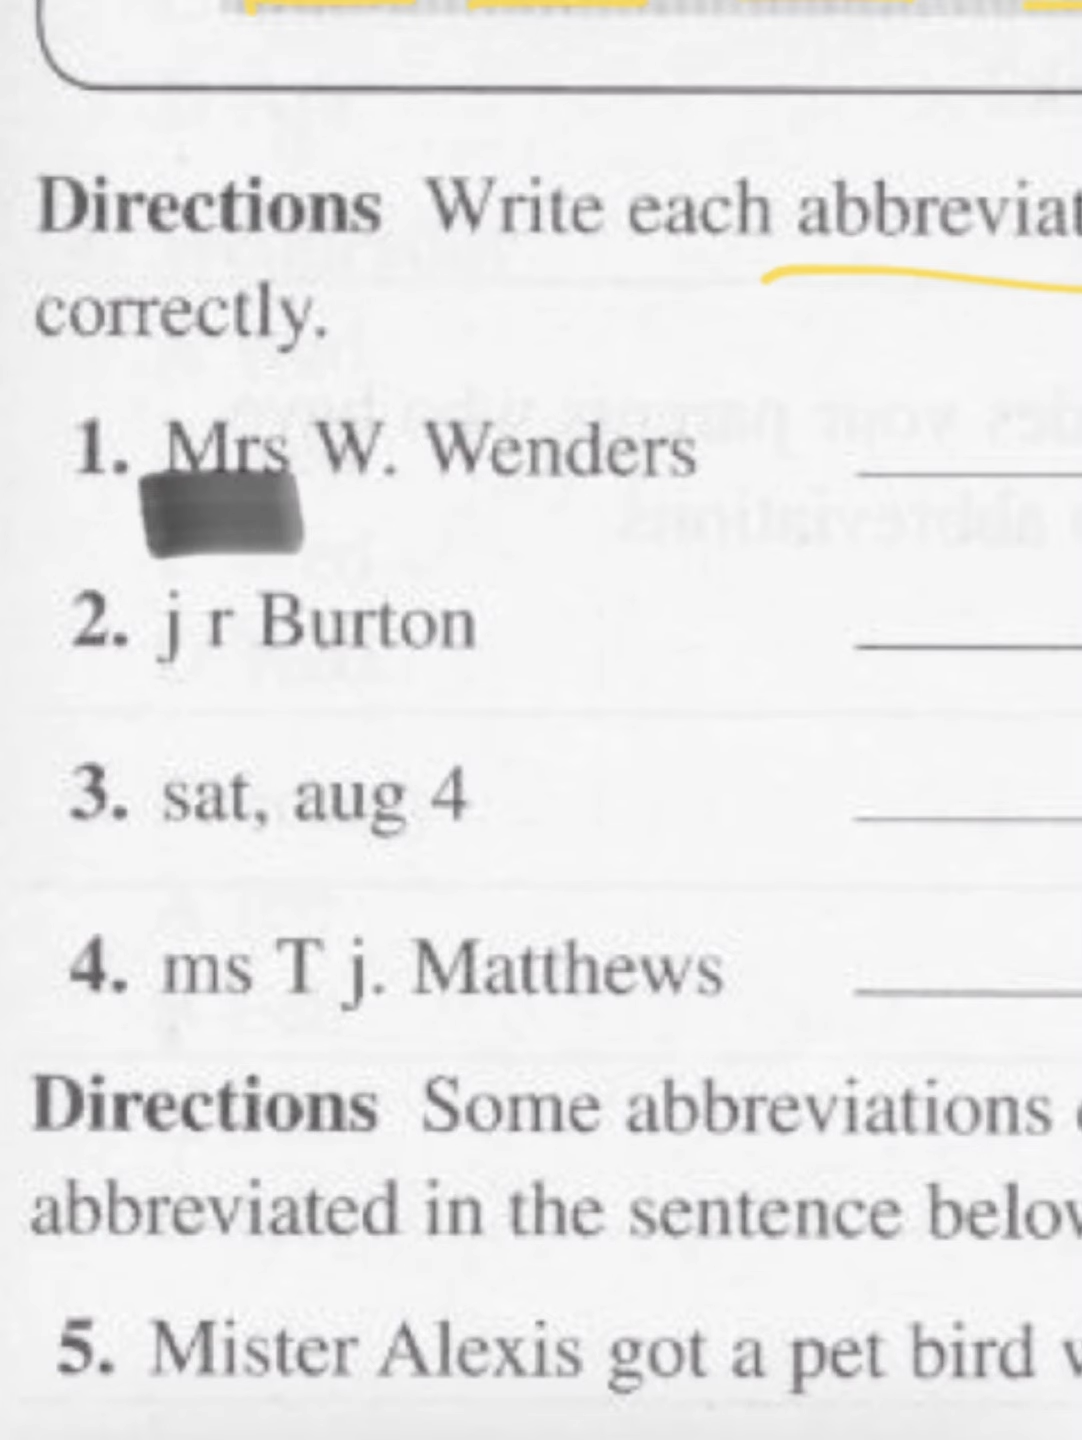 Directions Write each abbreviat
correctly.
1. Mrs W. Wenders
2. j r Burton
3. sat, aug 4
4. ms T j. Matthews
Directions Some abbreviations
abbreviated in the sentence below
5. Mister Alexis got a pet bird